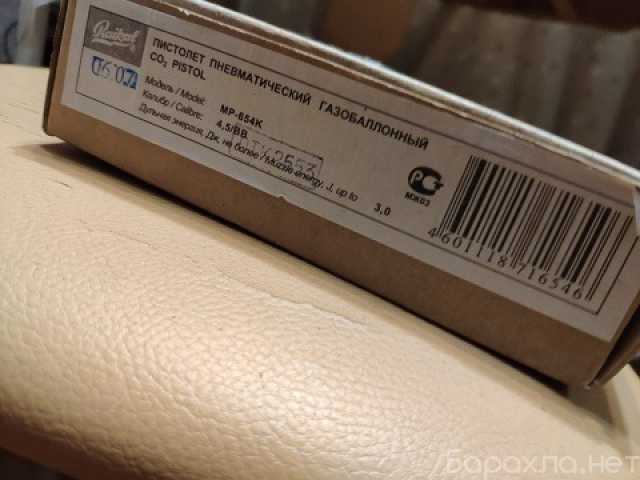 Baikal
ПИСТОЛЕТ ПНЕВМАТИЧЕСКИЙ ГАЗОБАЛЛОННЫЙ
CO₂ PISTOL
Модель / Model: MP-654K
Калибр / Calibre: 4,5/BB
Дульная энергия, Дж, не более / Muzzle energy, J, up to 3,0
МЖ03
4601118716546
барахла.нет